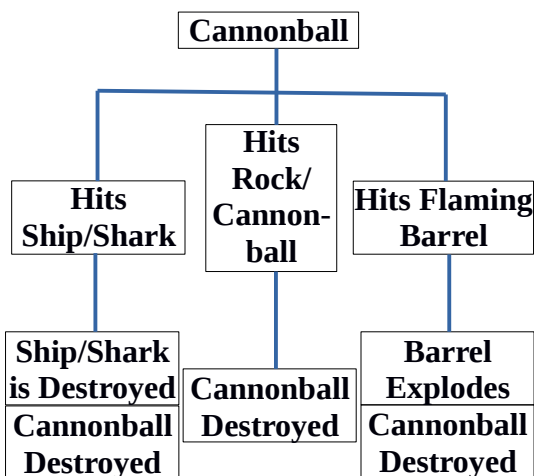 Cannonball
Hits
Ship/Shark
Hits
Rock/
Cannon-
ball
Hits Flaming
Barrel
Ship/Shark
is Destroyed
Cannonball
Destroyed
Cannonball
Destroyed
Barrel
Explodes
Cannonball
Destroyed